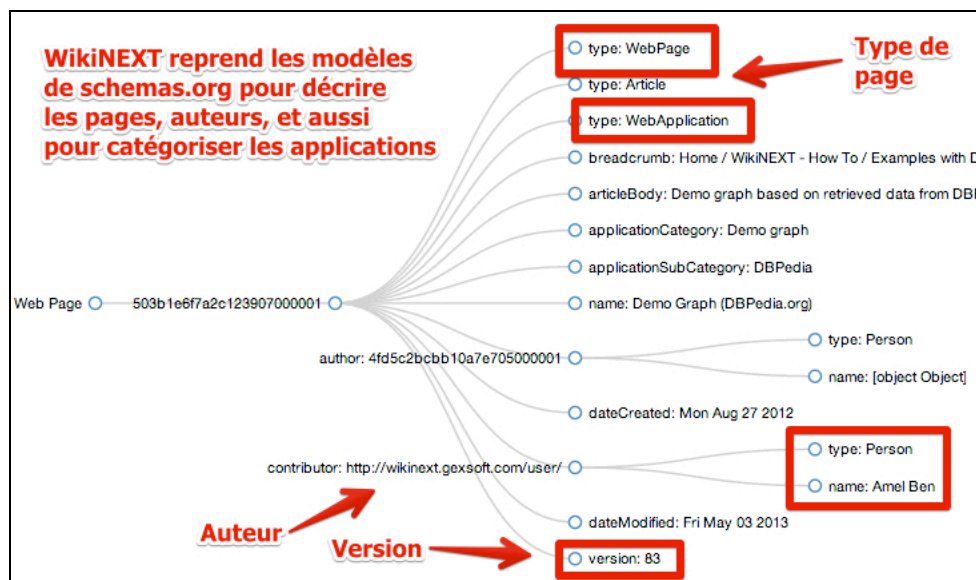 WikiNEXT reprend les modèles
de schemas.org pour décrire
les pages, auteurs, et aussi
pour catégoriser les applications
type: WebPage
Type de
page
type: Article
type: WebApplication
breadcrumb: Home / WikiNEXT - How To / Examples with D
articleBody: Demo graph based on retrieved data from DB
applicationCategory: Demo graph
applicationSubCategory: DBPedia
Web Page
503b1e6f7a2c123907000001
name: Demo Graph (DBPedia.org)
author: 4fd5c2bcbb10a7e705000001
type: Person
name: [object Object]
dateCreated: Mon Aug 27 2012
contributor: http://wikinext.gexsoft.com/user/
type: Person
name: Amel Ben
Auteur
dateModified: Fri May 03 2013
Version
version: 83